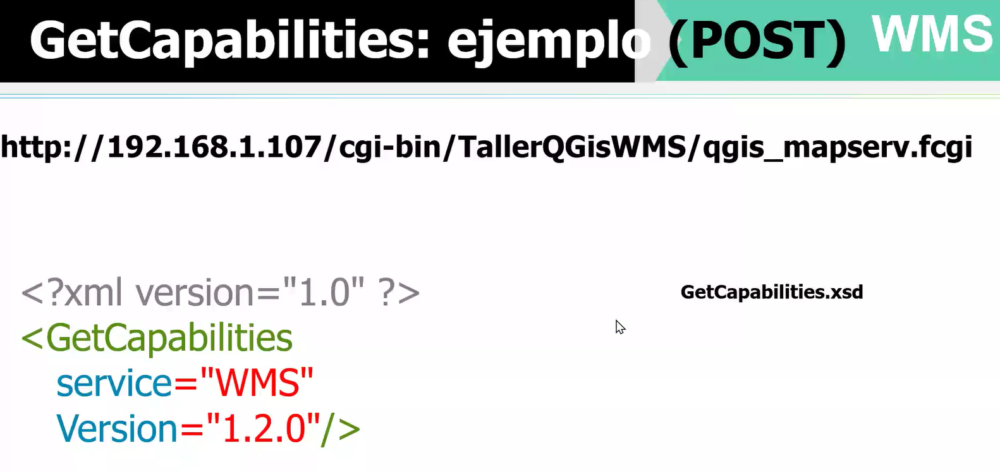 GetCapabilities: ejemplo (POST) WMS
http://192.168.1.107/cgi-bin/TallerQGisWMS/qgis_mapserv.fcgi
<?xml version="1.0" ?>
GetCapabilities.xsd
<GetCapabilities
service="WMS"
Version="1.2.0"/>